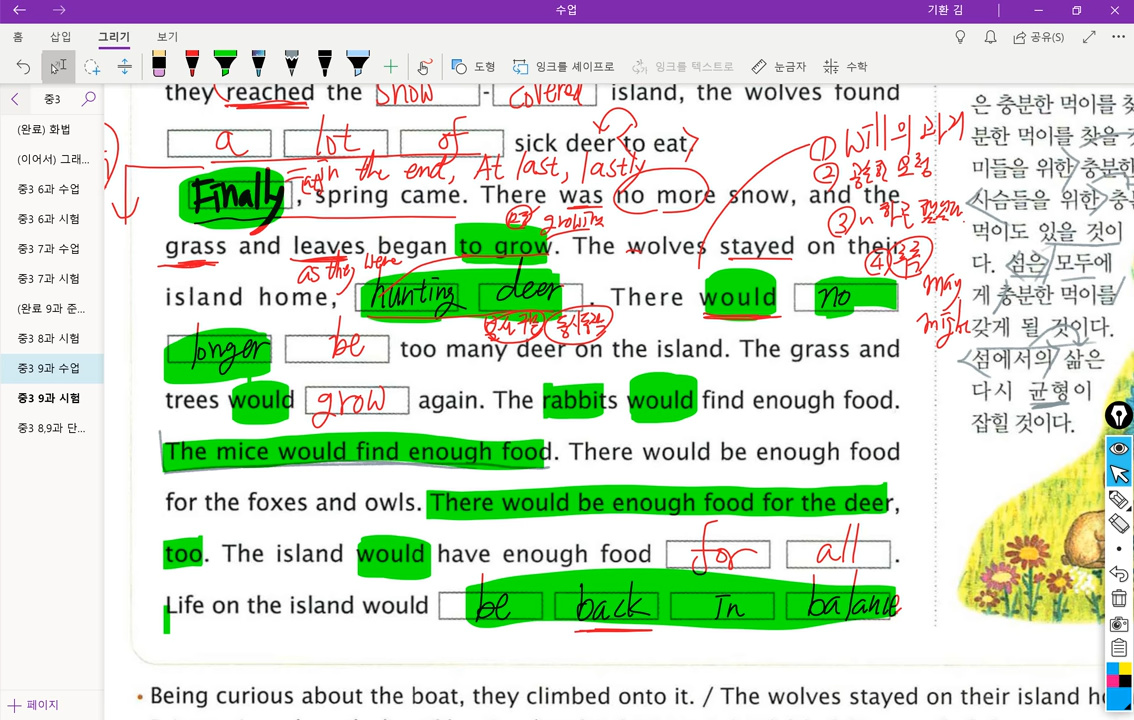 수업
기환 김
홈 삽입 그리기 보기
공유(S)
도형 잉크를 셰이프로 잉크를 텍스트로 눈금자 수학
중3
(완료) 화법
(이어서) 그래...
중3 6과 수업
중3 6과 시험
중3 7과 수업
중3 7과 시험
(완료 9과 준...
중3 8과 시험
중3 9과 수업
중3 9과 시험
중3 8,9과 단...
페이지
they reached the snow - covered island, the wolves found
a lot of sick deer to eat.
in the end, At last, lastly
Finally, spring came. There was no more snow, and the
growing
grass and leaves began to grow. The wolves stayed on their
as they were
island home, hunting deer. There would no
longer be too many deer on the island. The grass and
trees would grow again. The rabbits would find enough food.
The mice would find enough food. There would be enough food
for the foxes and owls. There would be enough food for the deer,
too. The island would have enough food for all.
Life on the island would be back in balance
① will의 과거
② 공손한 요청
③
④
may
might
은 충분한 먹이를 찾
분한 먹이를 찾을
미들을 위한 충분한
사슴들을 위한 충
먹이도 있을 것이
다. 섬은 모두에
게 충분한 먹이를
갖게 될 것이다.
섬에서의 삶은
다시 균형이
잡힐 것이다.
• Being curious about the boat, they climbed onto it. / The wolves stayed on their island